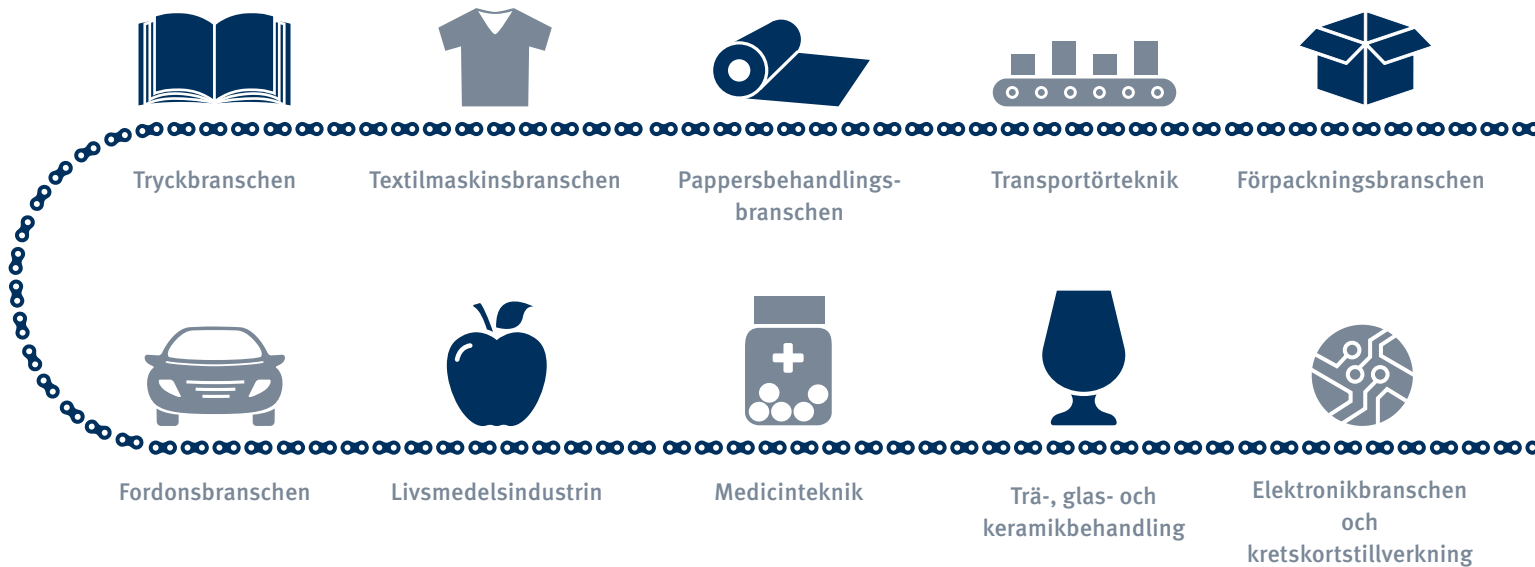 Tryckbranschen
Textilmaskinsbranschen
Pappersbehandlings-
branschen
Transportörteknik
Förpackningsbranschen
Fordonsbranschen
Livsmedelsindustrin
Medicinteknik
Trä-, glas- och
keramikbehandling
Elektronikbranschen
och
kretskortstillverkning